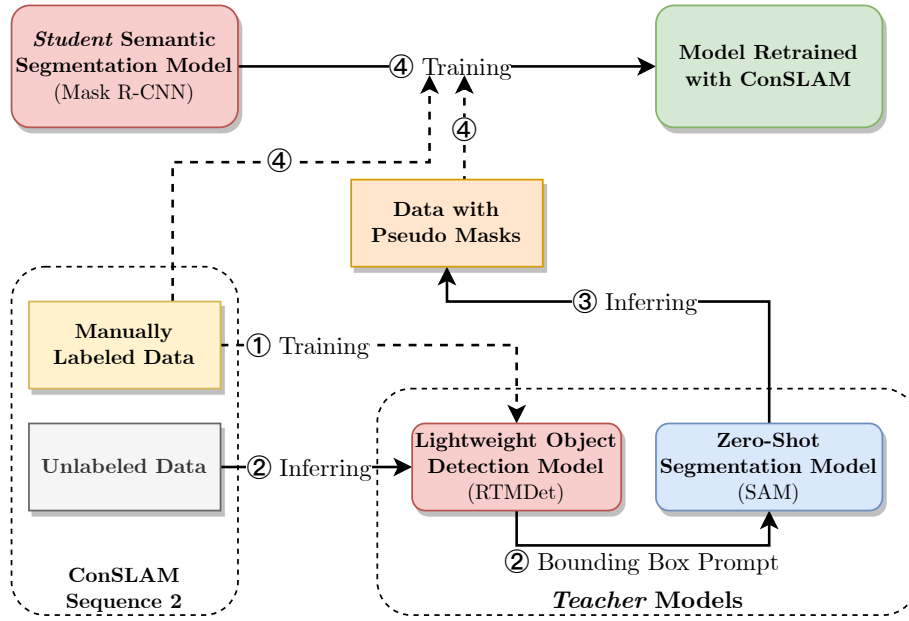 Student Semantic
Segmentation Model
(Mask R-CNN)
④ Training
Model Retrained
with ConSLAM
④
④
Data with
Pseudo Masks
③ Inferring
Manually
Labeled Data
① Training
Unlabeled Data
② Inferring
Lightweight Object
Detection Model
(RTMDet)
Zero-Shot
Segmentation Model
(SAM)
② Bounding Box Prompt
ConSLAM
Sequence 2
Teacher Models